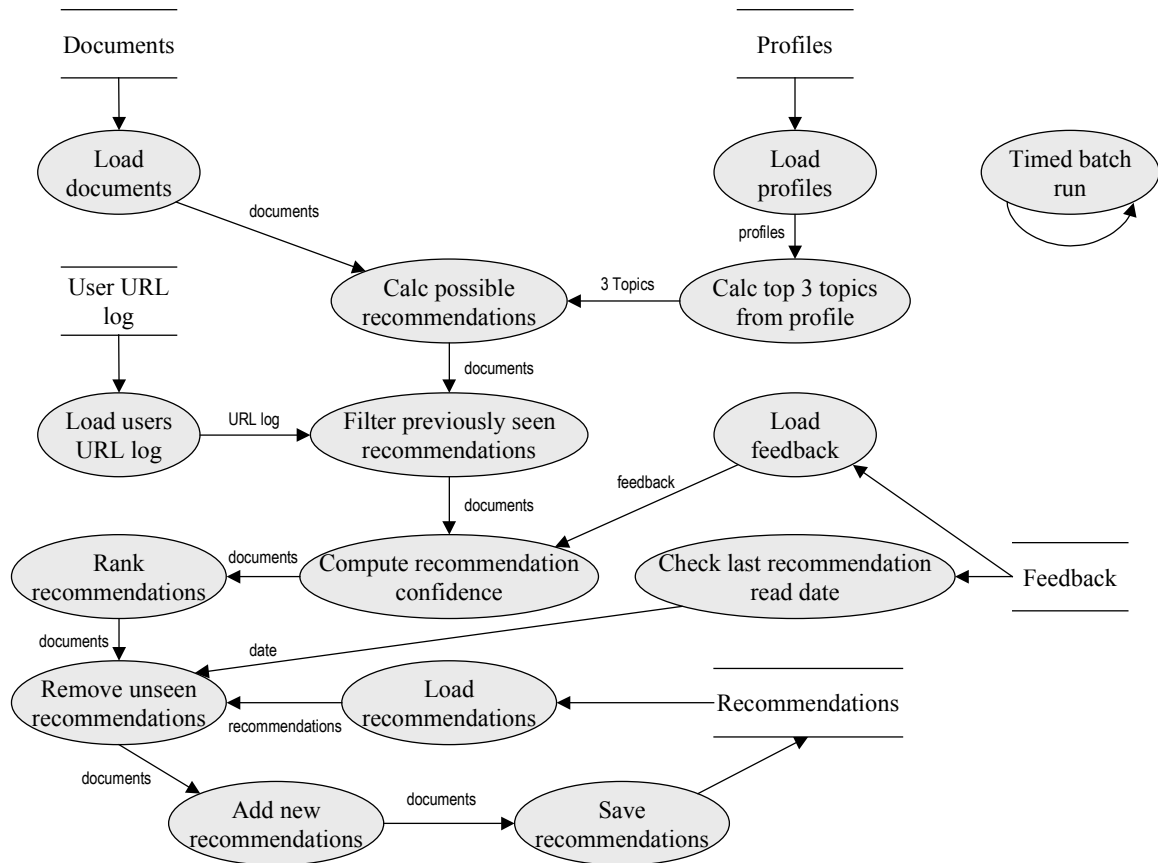 Documents
Profiles
Load
documents
Load
profiles
Timed batch
run
documents
profiles
User URL
log
Calc possible
recommendations
3 Topics
Calc top 3 topics
from profile
documents
Load users
URL log
URL log
Filter previously seen
recommendations
Load
feedback
feedback
documents
Rank
recommendations
documents
Compute recommendation
confidence
Check last recommendation
read date
Feedback
documents
date
Remove unseen
recommendations
recommendations
Load
recommendations
Recommendations
documents
Add new
recommendations
documents
Save
recommendations